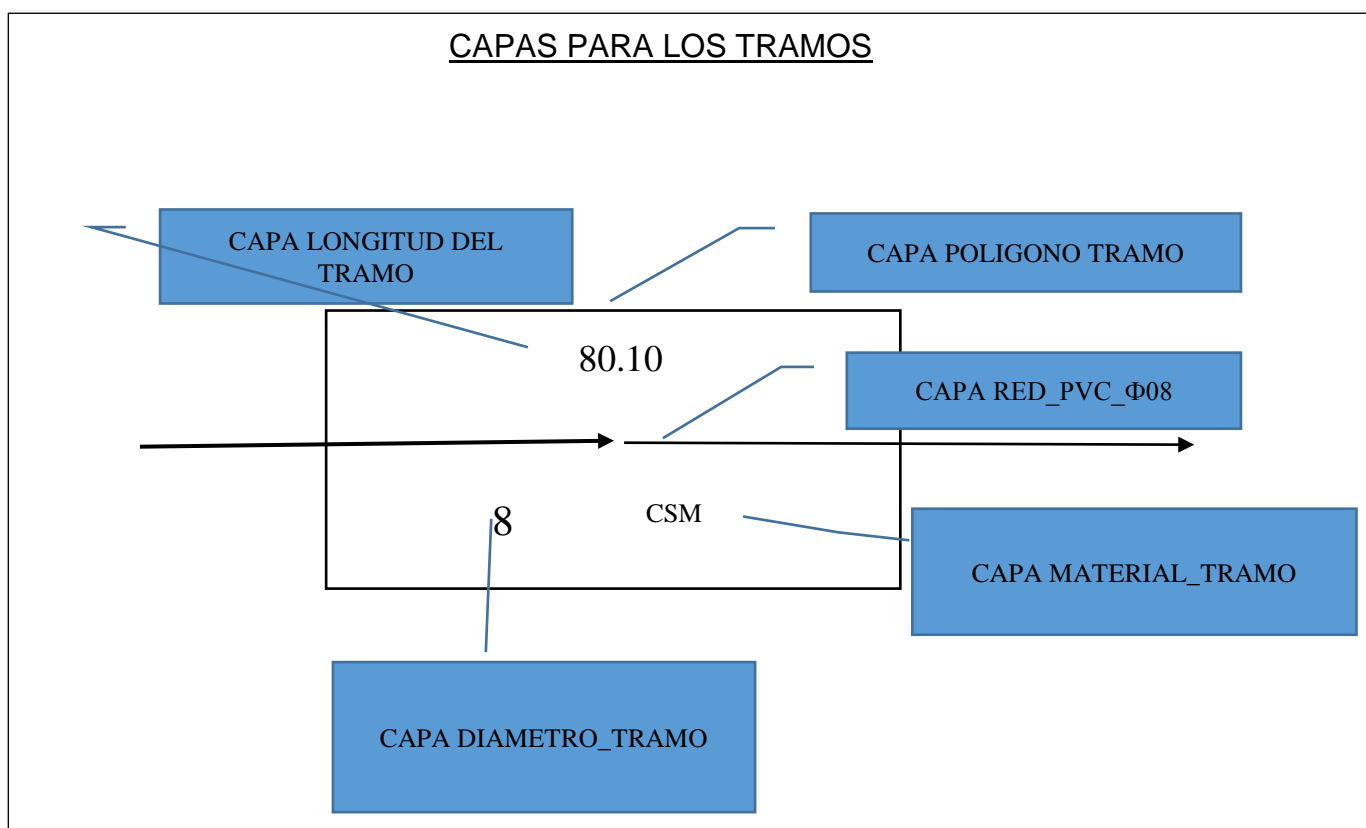 CAPAS PARA LOS TRAMOS
CAPA LONGITUD DEL
TRAMO
CAPA POLIGONO TRAMO
80.10
CAPA RED_PVC_Φ08
8
CSM
CAPA MATERIAL_TRAMO
CAPA DIAMETRO_TRAMO